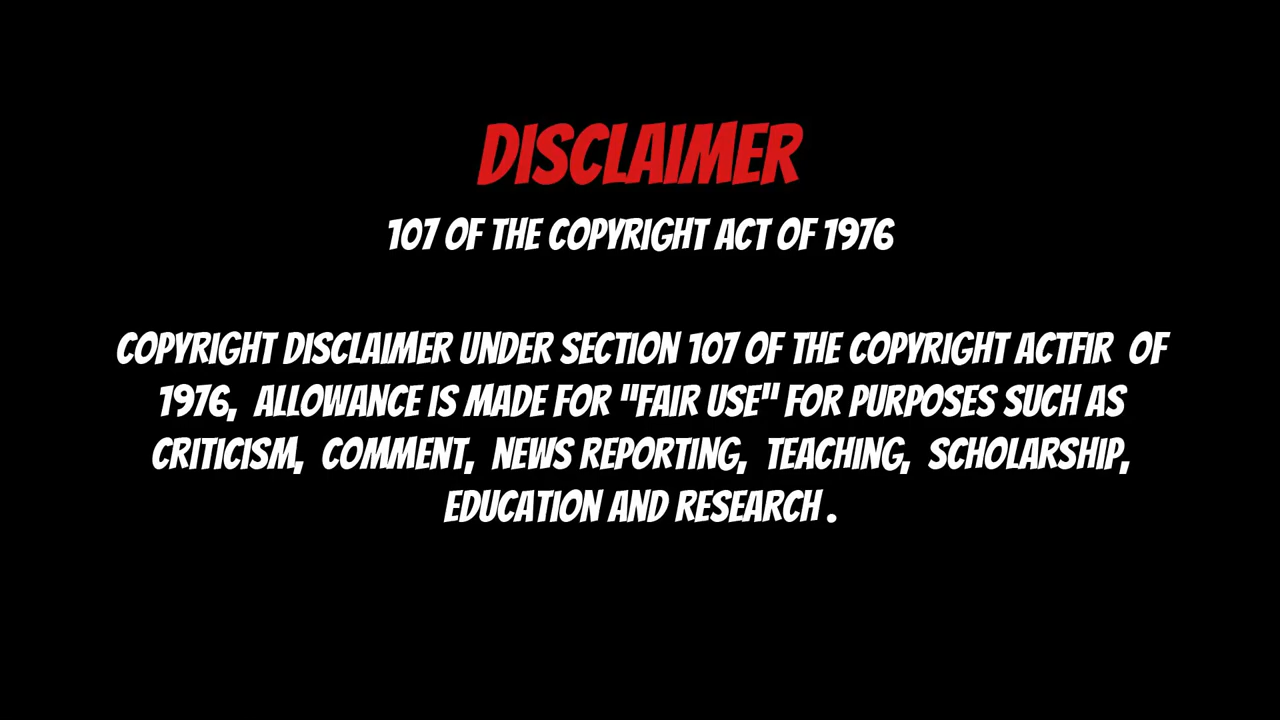 DISCLAIMER
107 OF THE COPYRIGHT ACT OF 1976
COPYRIGHT DISCLAIMER UNDER SECTION 107 OF THE COPYRIGHT ACTFIR OF
1976, ALLOWANCE IS MADE FOR "FAIR USE" FOR PURPOSES SUCH AS
CRITICISM, COMMENT, NEWS REPORTING, TEACHING, SCHOLARSHIP,
EDUCATION AND RESEARCH .